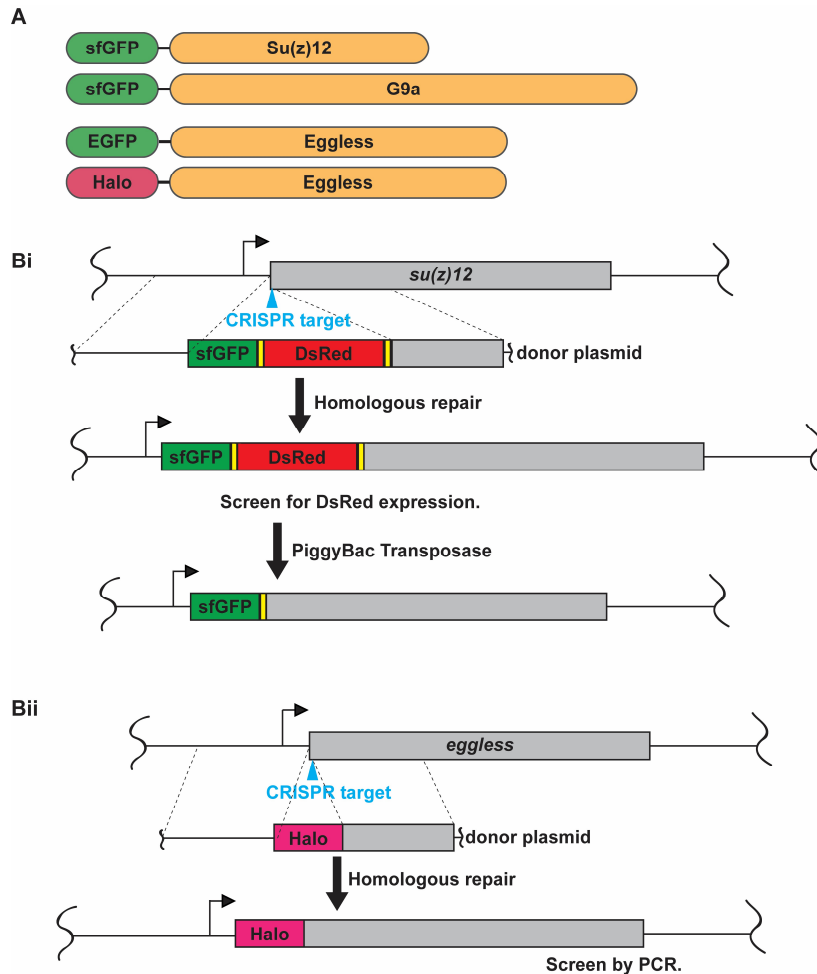 A
sfGFP Su(z)12
sfGFP G9a
EGFP Eggless
Halo Eggless
Bi
su(z)12
CRISPR target
sfGFP DsRed donor plasmid
Homologous repair
sfGFP DsRed
Screen for DsRed expression.
PiggyBac Transposase
sfGFP
Bii
eggless
CRISPR target
Halo donor plasmid
Homologous repair
Halo
Screen by PCR.